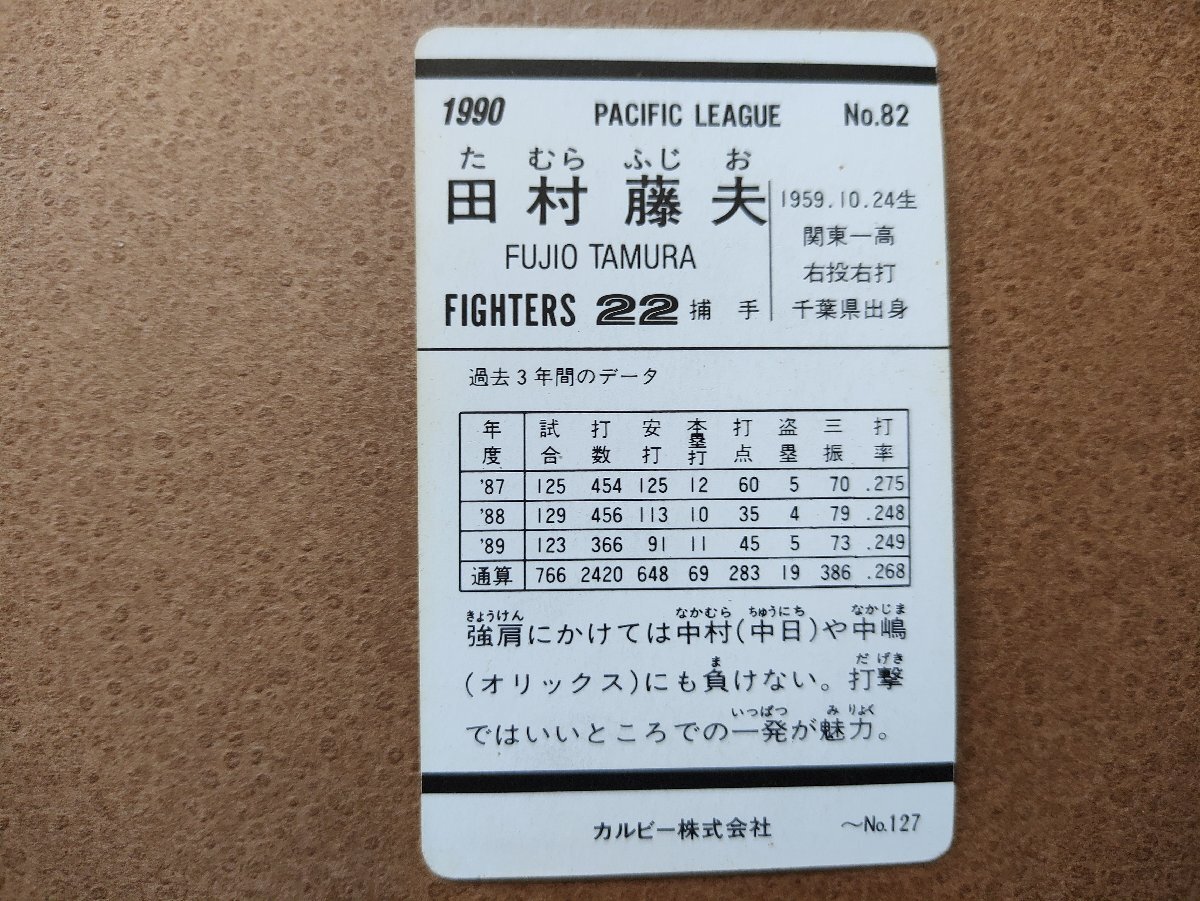 1990 PACIFIC LEAGUE No.82
た むら ふじ お
田村藤夫
1959.10.24生
関東一高
FUJIO TAMURA
右投右打
FIGHTERS 22 捕手
千葉県出身
過去3年間のデータ
年度 試合 打数 安打 本塁打 打点 盗塁 三振 打率
'87 125 454 125 12 60 5 70 .275
'88 129 456 113 10 35 4 79 .248
'89 123 366 91 11 45 5 73 .249
通算 766 2420 648 69 283 19 386 .268
きょうけん なかむら ちゅうにち なかじま
強肩にかけては中村(中日)や中嶋
ま だげき
(オリックス)にも負けない。打撃
いっぱつ みりょく
ではいいところでの一発が魅力。
カルビー株式会社 〜No.127